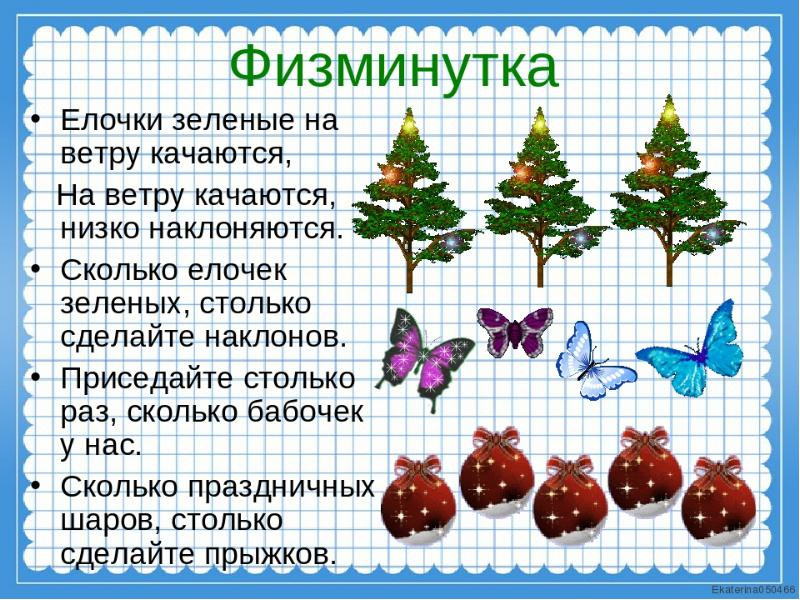 Физминутка
• Елочки зеленые на
ветру качаются,
На ветру качаются,
низко наклоняются.
• Сколько елочек
зеленых, столько
сделайте наклонов.
• Приседайте столько
раз, сколько бабочек
у нас.
• Сколько праздничных
шаров, столько
сделайте прыжков.
Ekaterina050466